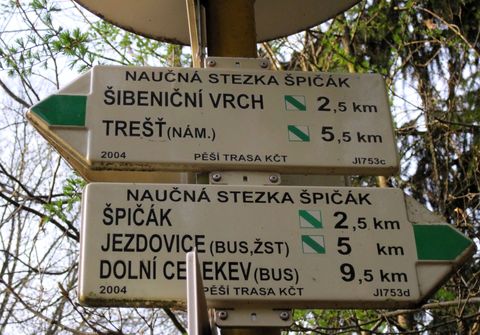 NAUČNÁ STEZKA ŠPIČÁK
ŠIBENIČNÍ VRCH 2,5 km
TREŠŤ (NÁM.) 5,5 km
2004 PĚŠÍ TRASA KČT JI753c
NAUČNÁ STEZKA ŠPIČÁK
ŠPIČÁK 2,5 km
JEZDOVICE (BUS,ŽST) 5 km
DOLNÍ CEREKEV (BUS) 9,5 km
2004 PĚŠÍ TRASA KČT JI753d